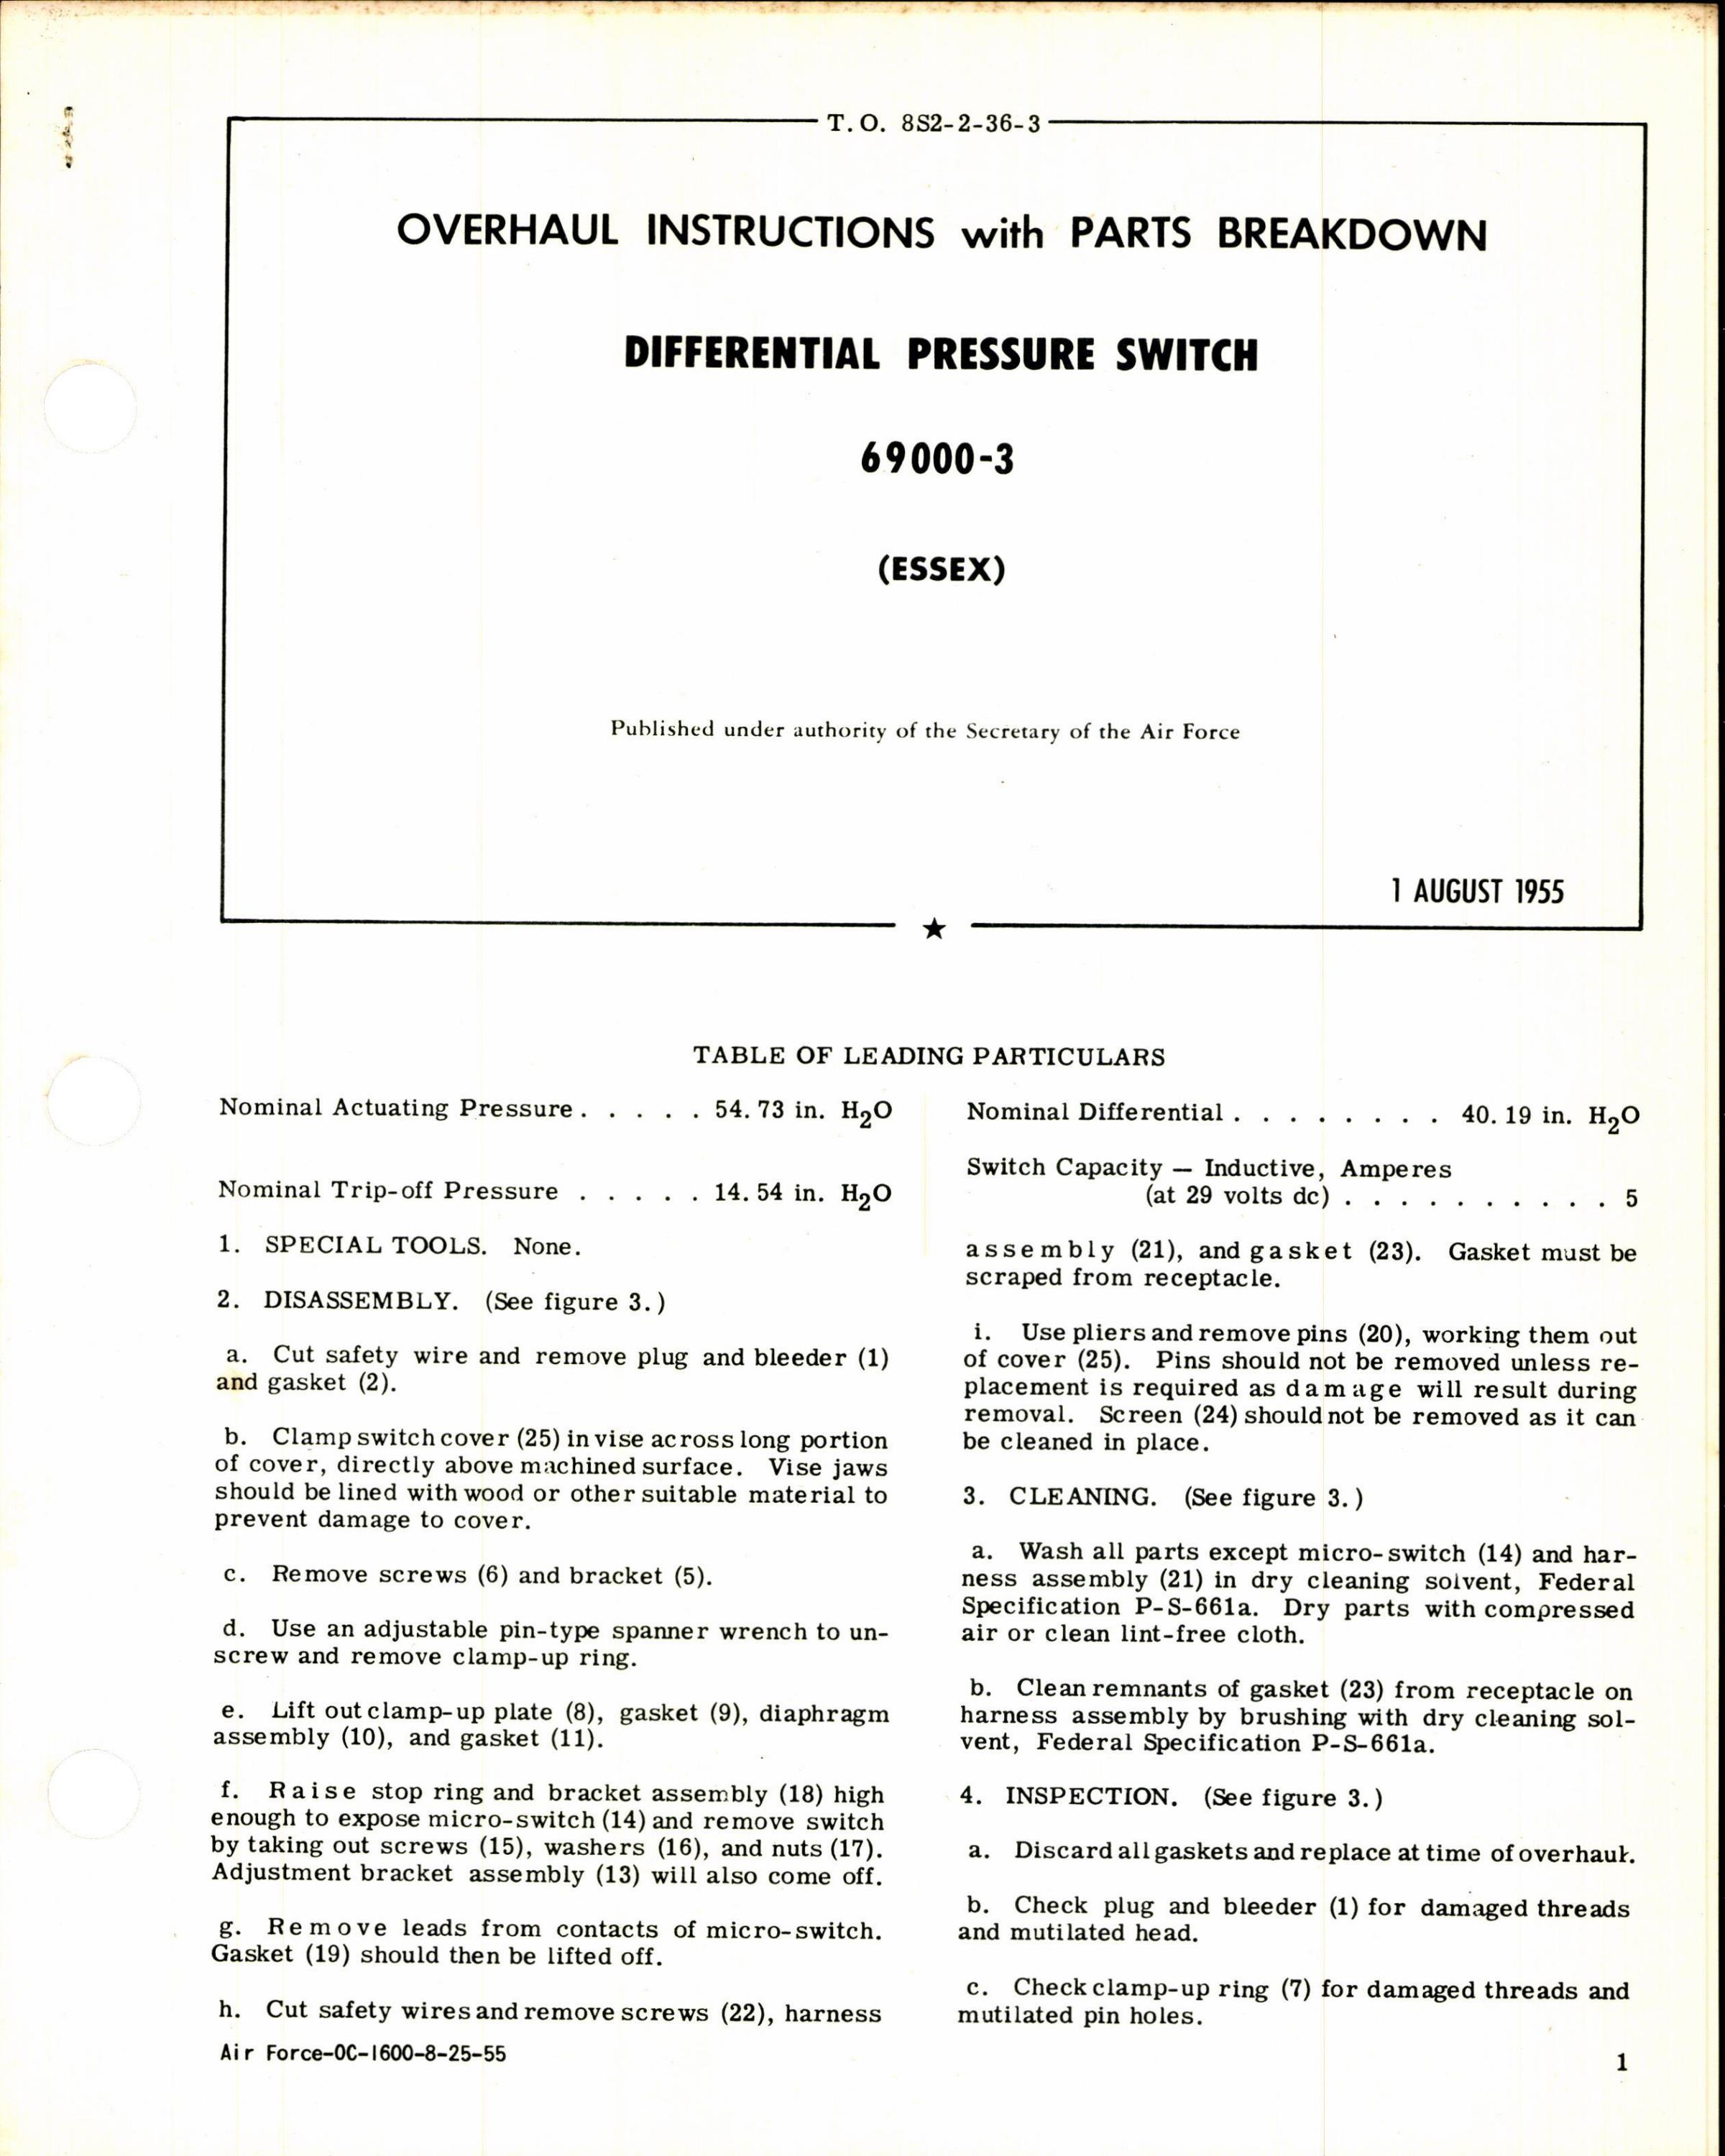 T. O. 8S2-2-36-3
OVERHAUL INSTRUCTIONS with PARTS BREAKDOWN
DIFFERENTIAL PRESSURE SWITCH
69000-3
(ESSEX)
Published under authority of the Secretary of the Air Force
1 AUGUST 1955
TABLE OF LEADING PARTICULARS
Nominal Actuating Pressure . . . . . 54.73 in. H2O
Nominal Trip-off Pressure . . . . . 14.54 in. H2O
1. SPECIAL TOOLS. None.
2. DISASSEMBLY. (See figure 3.)
a. Cut safety wire and remove plug and bleeder (1)
and gasket (2).
b. Clamp switch cover (25) in vise across long portion
of cover, directly above machined surface. Vise jaws
should be lined with wood or other suitable material to
prevent damage to cover.
c. Remove screws (6) and bracket (5).
d. Use an adjustable pin-type spanner wrench to un-
screw and remove clamp-up ring.
e. Lift out clamp-up plate (8), gasket (9), diaphragm
assembly (10), and gasket (11).
f. Raise stop ring and bracket assembly (18) high
enough to expose micro-switch (14) and remove switch
by taking out screws (15), washers (16), and nuts (17).
Adjustment bracket assembly (13) will also come off.
g. Remove leads from contacts of micro-switch.
Gasket (19) should then be lifted off.
h. Cut safety wires and remove screws (22), harness
Nominal Differential . . . . . . . . 40.19 in. H2O
Switch Capacity — Inductive, Amperes
(at 29 volts dc) . . . . . . . . . . 5
assembly (21), and gasket (23). Gasket must be
scraped from receptacle.
i. Use pliers and remove pins (20), working them out
of cover (25). Pins should not be removed unless re-
placement is required as damage will result during
removal. Screen (24) should not be removed as it can
be cleaned in place.
3. CLEANING. (See figure 3.)
a. Wash all parts except micro-switch (14) and har-
ness assembly (21) in dry cleaning solvent, Federal
Specification P-S-661a. Dry parts with compressed
air or clean lint-free cloth.
b. Clean remnants of gasket (23) from receptacle on
harness assembly by brushing with dry cleaning sol-
vent, Federal Specification P-S-661a.
4. INSPECTION. (See figure 3.)
a. Discard all gaskets and replace at time of overhaul.
b. Check plug and bleeder (1) for damaged threads
and mutilated head.
c. Check clamp-up ring (7) for damaged threads and
mutilated pin holes.
Air Force-OC-1600-8-25-55
1